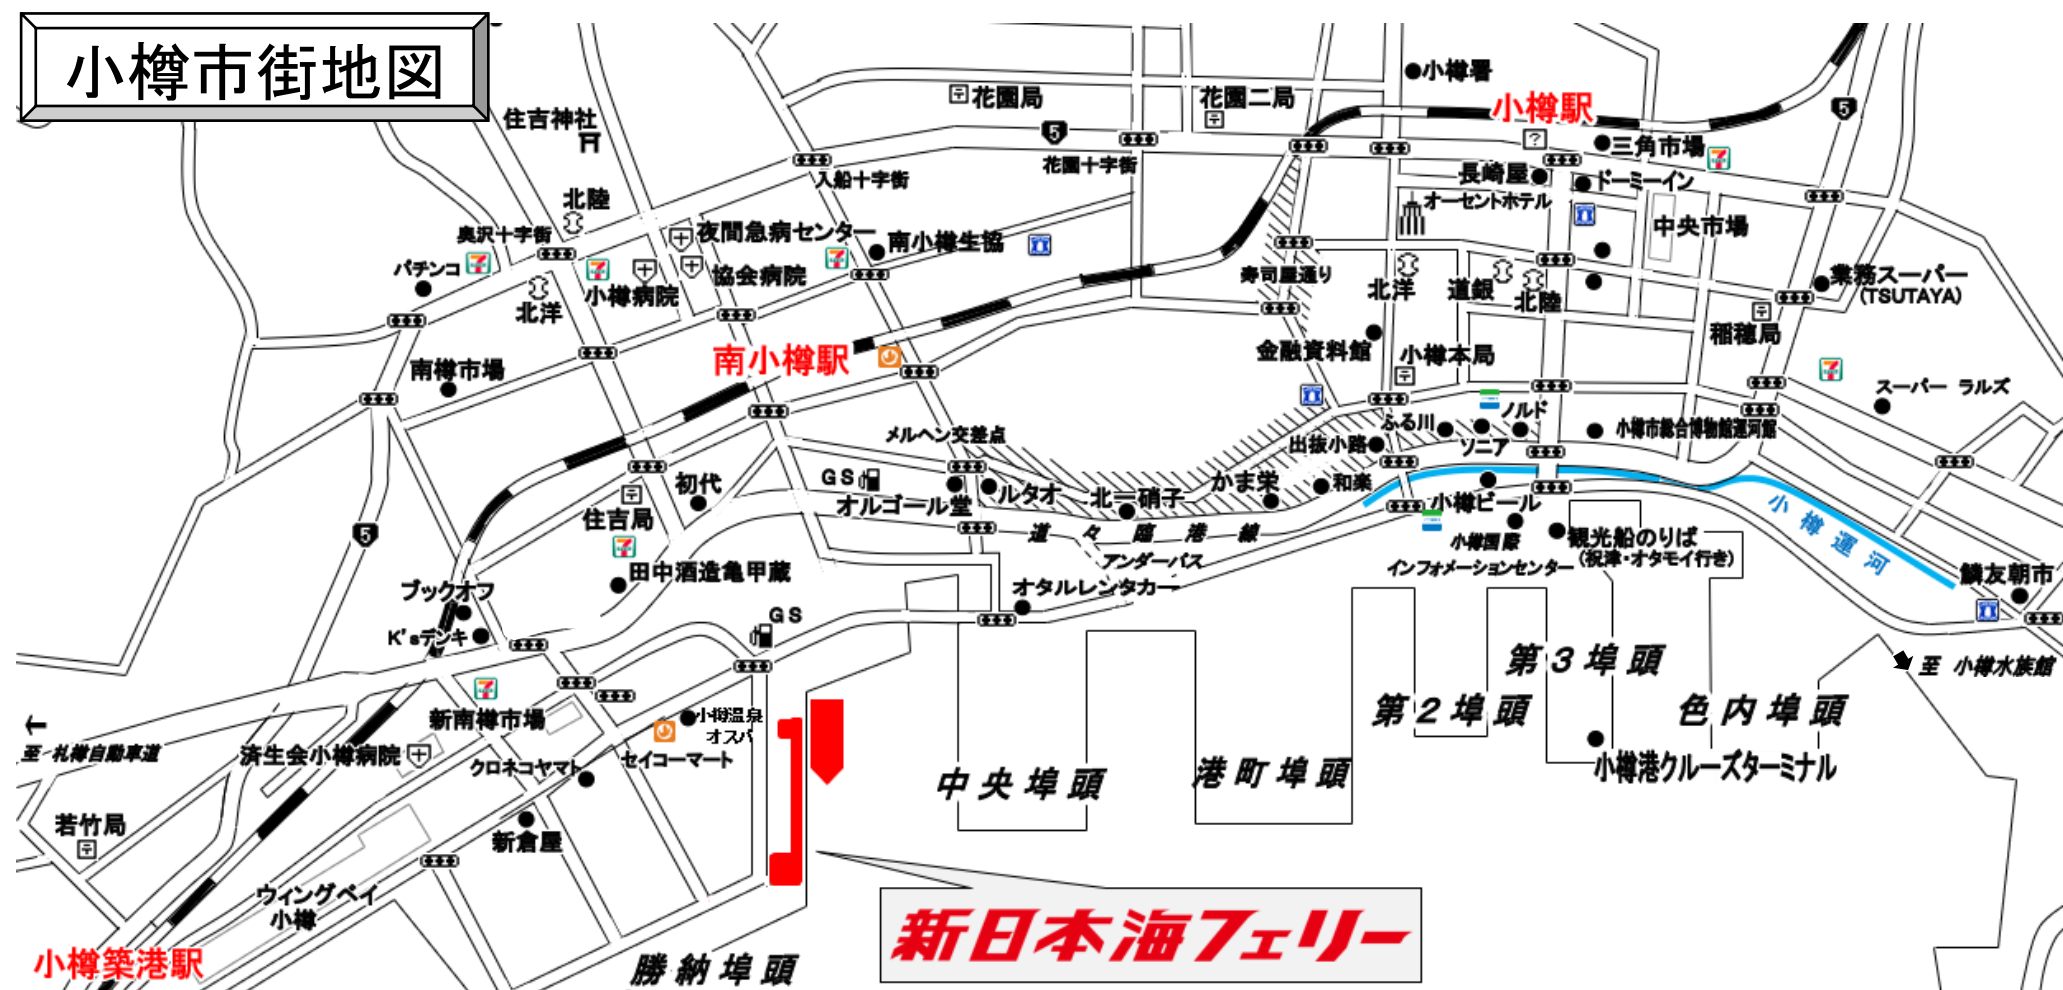 小樽市街地図
小樽署
花園局
花園二局
小樽駅
5
住吉神社
5
?
三角市場
花園十字街
入船十字街
長崎屋
ドーミーイン
北陸
オーセントホテル
奥沢十字街
夜間急病センター
南小樽生協
中央市場
パチンコ
協会病院
寿司屋通り
業務スーパー
(TSUTAYA)
小樽病院
北洋
北洋
道銀
北陸
稲穂局
南小樽駅
金融資料館
小樽本局
南樽市場
スーパー ラルズ
メルヘン交差点
ふる川
ノルド
小樽市総合博物館運河館
出抜小路
ソニア
GS
初代
オルゴール堂
ルタオ
北一硝子
かま栄
和楽
小樽ビール
小樽運河
住吉局
5
道々臨港線
小樽国際
インフォメーションセンター
観光船のりば
(祝津・オタモイ行き)
アンダーパス
田中酒造亀甲蔵
ブックオフ
オタルレンタカー
鱗友朝市
GS
K'sデンキ
第3埠頭
至 小樽水族館
新南樽市場
小樽温泉
オスパ
第2埠頭
色内埠頭
至 札樽自動車道
済生会小樽病院
クロネコヤマト
セイコーマート
中央埠頭
港町埠頭
小樽港クルーズターミナル
若竹局
新倉屋
ウィングベイ
小樽
新日本海フェリー
小樽築港駅
勝納埠頭